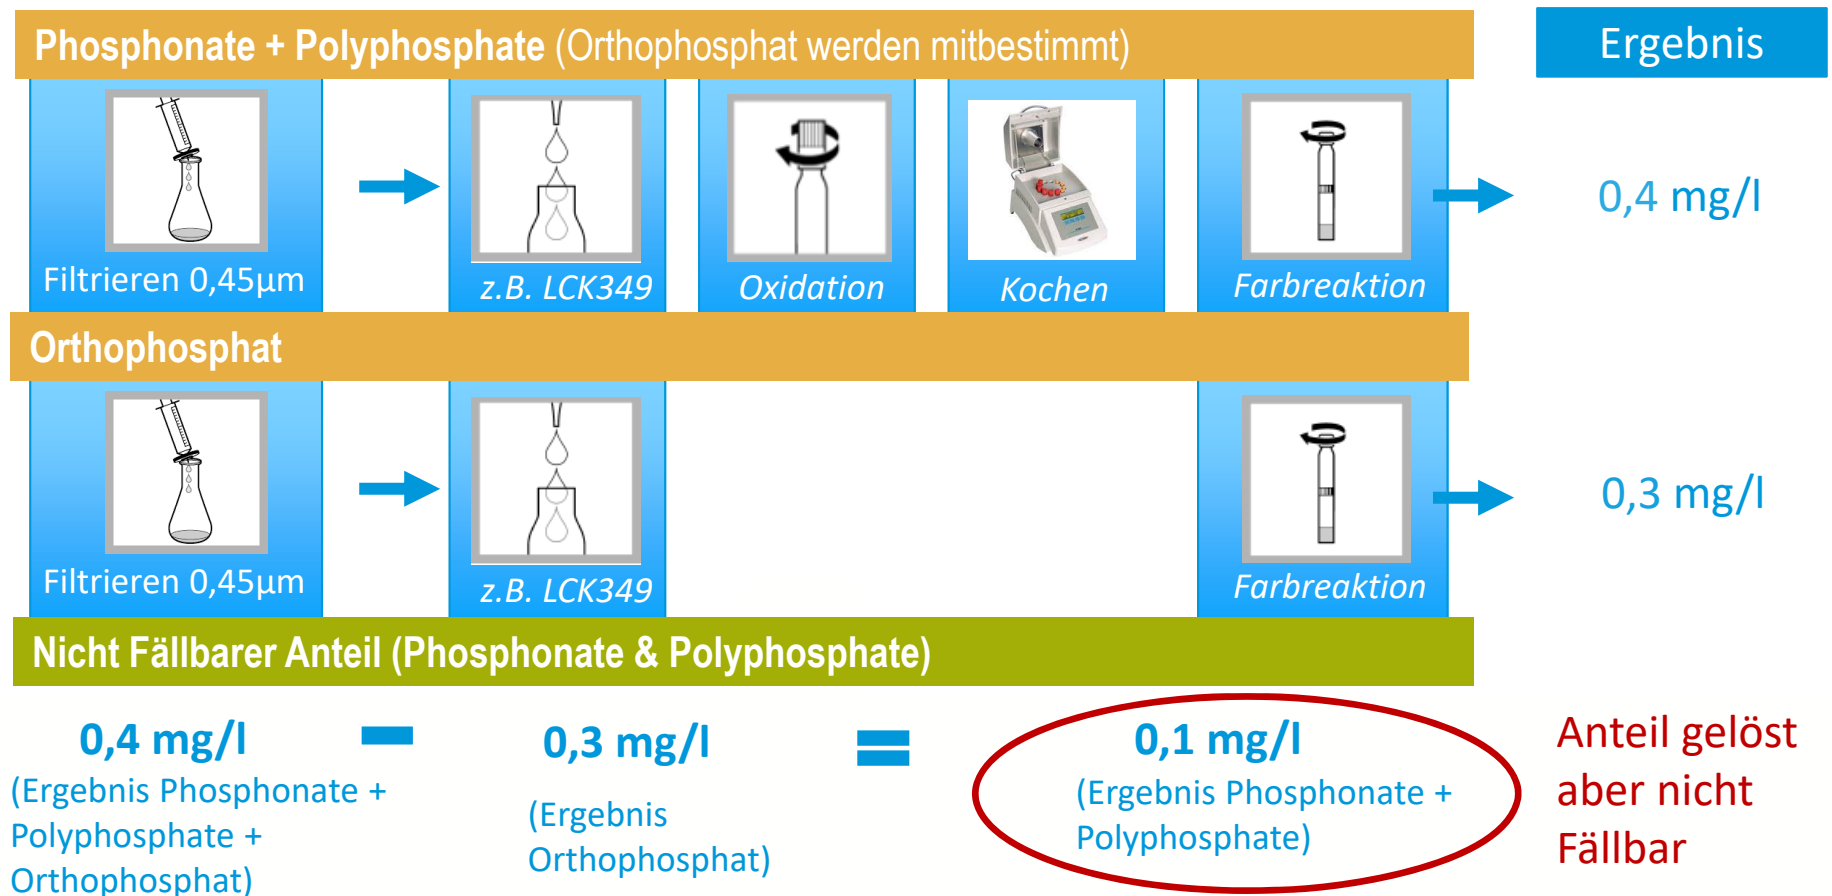 Phosphonate + Polyphosphate (Orthophosphat werden mitbestimmt)
Ergebnis
Filtrieren 0,45µm
z.B. LCK349
Oxidation
Kochen
Farbreaktion
0,4 mg/l
Orthophosphat
Filtrieren 0,45µm
z.B. LCK349
Farbreaktion
0,3 mg/l
Nicht Fällbarer Anteil (Phosphonate & Polyphosphate)
0,4 mg/l
(Ergebnis Phosphonate +
Polyphosphate +
Orthophosphat)
0,3 mg/l
(Ergebnis
Orthophosphat)
0,1 mg/l
(Ergebnis Phosphonate +
Polyphosphate)
Anteil gelöst
aber nicht
Fällbar